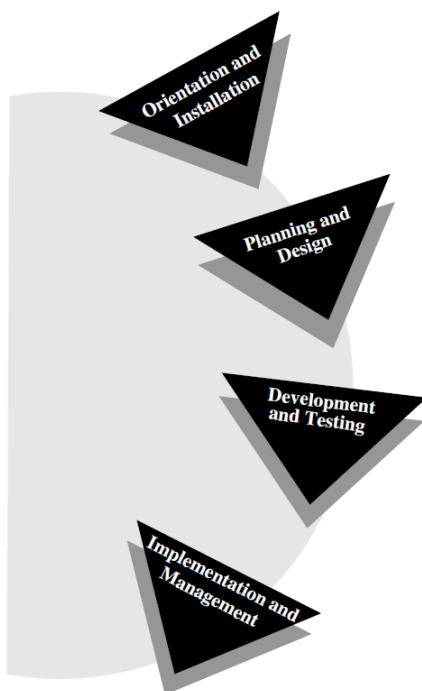 Orientation and
Installation
Planning and
Design
Development
and Testing
Implementation and
Management